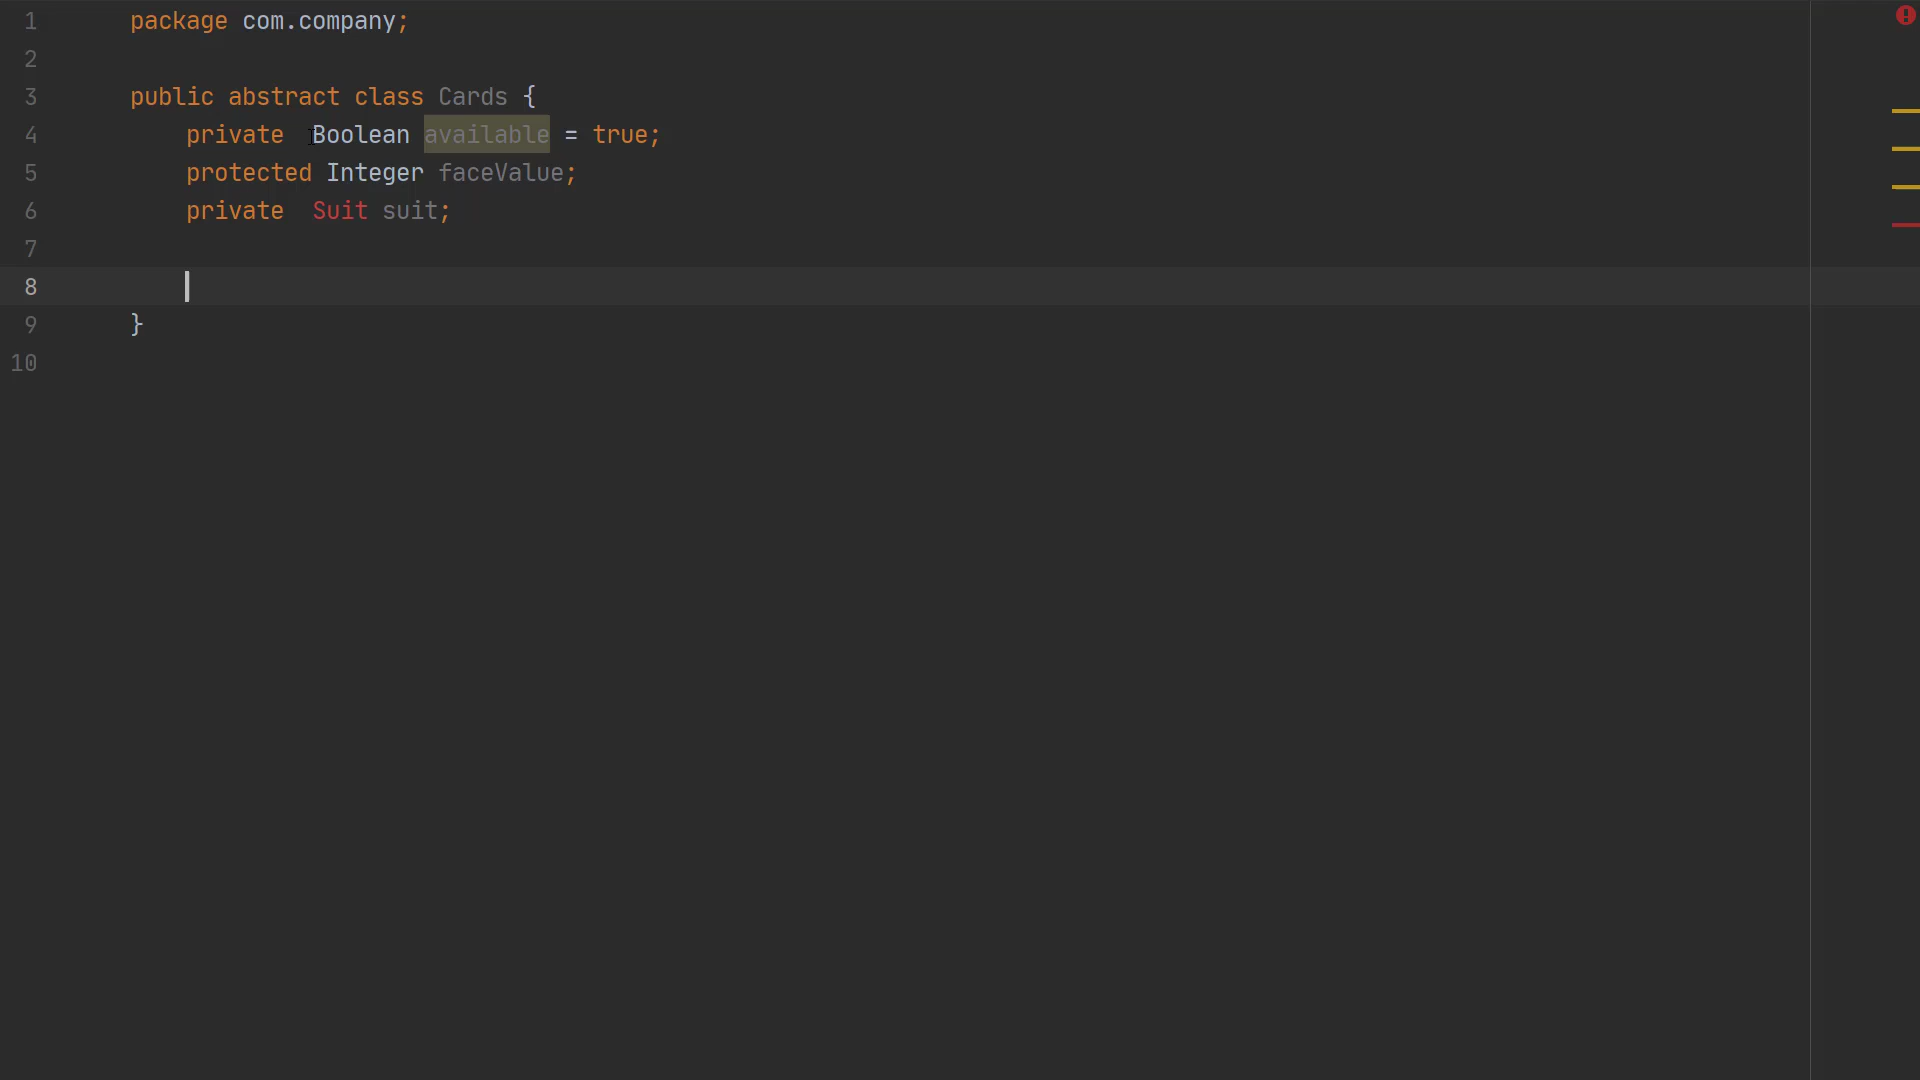 1 package com.company;
2
3 public abstract class Cards {
4     private  Boolean available = true;
5     protected Integer faceValue;
6     private  Suit suit;
7
8
9 }
10